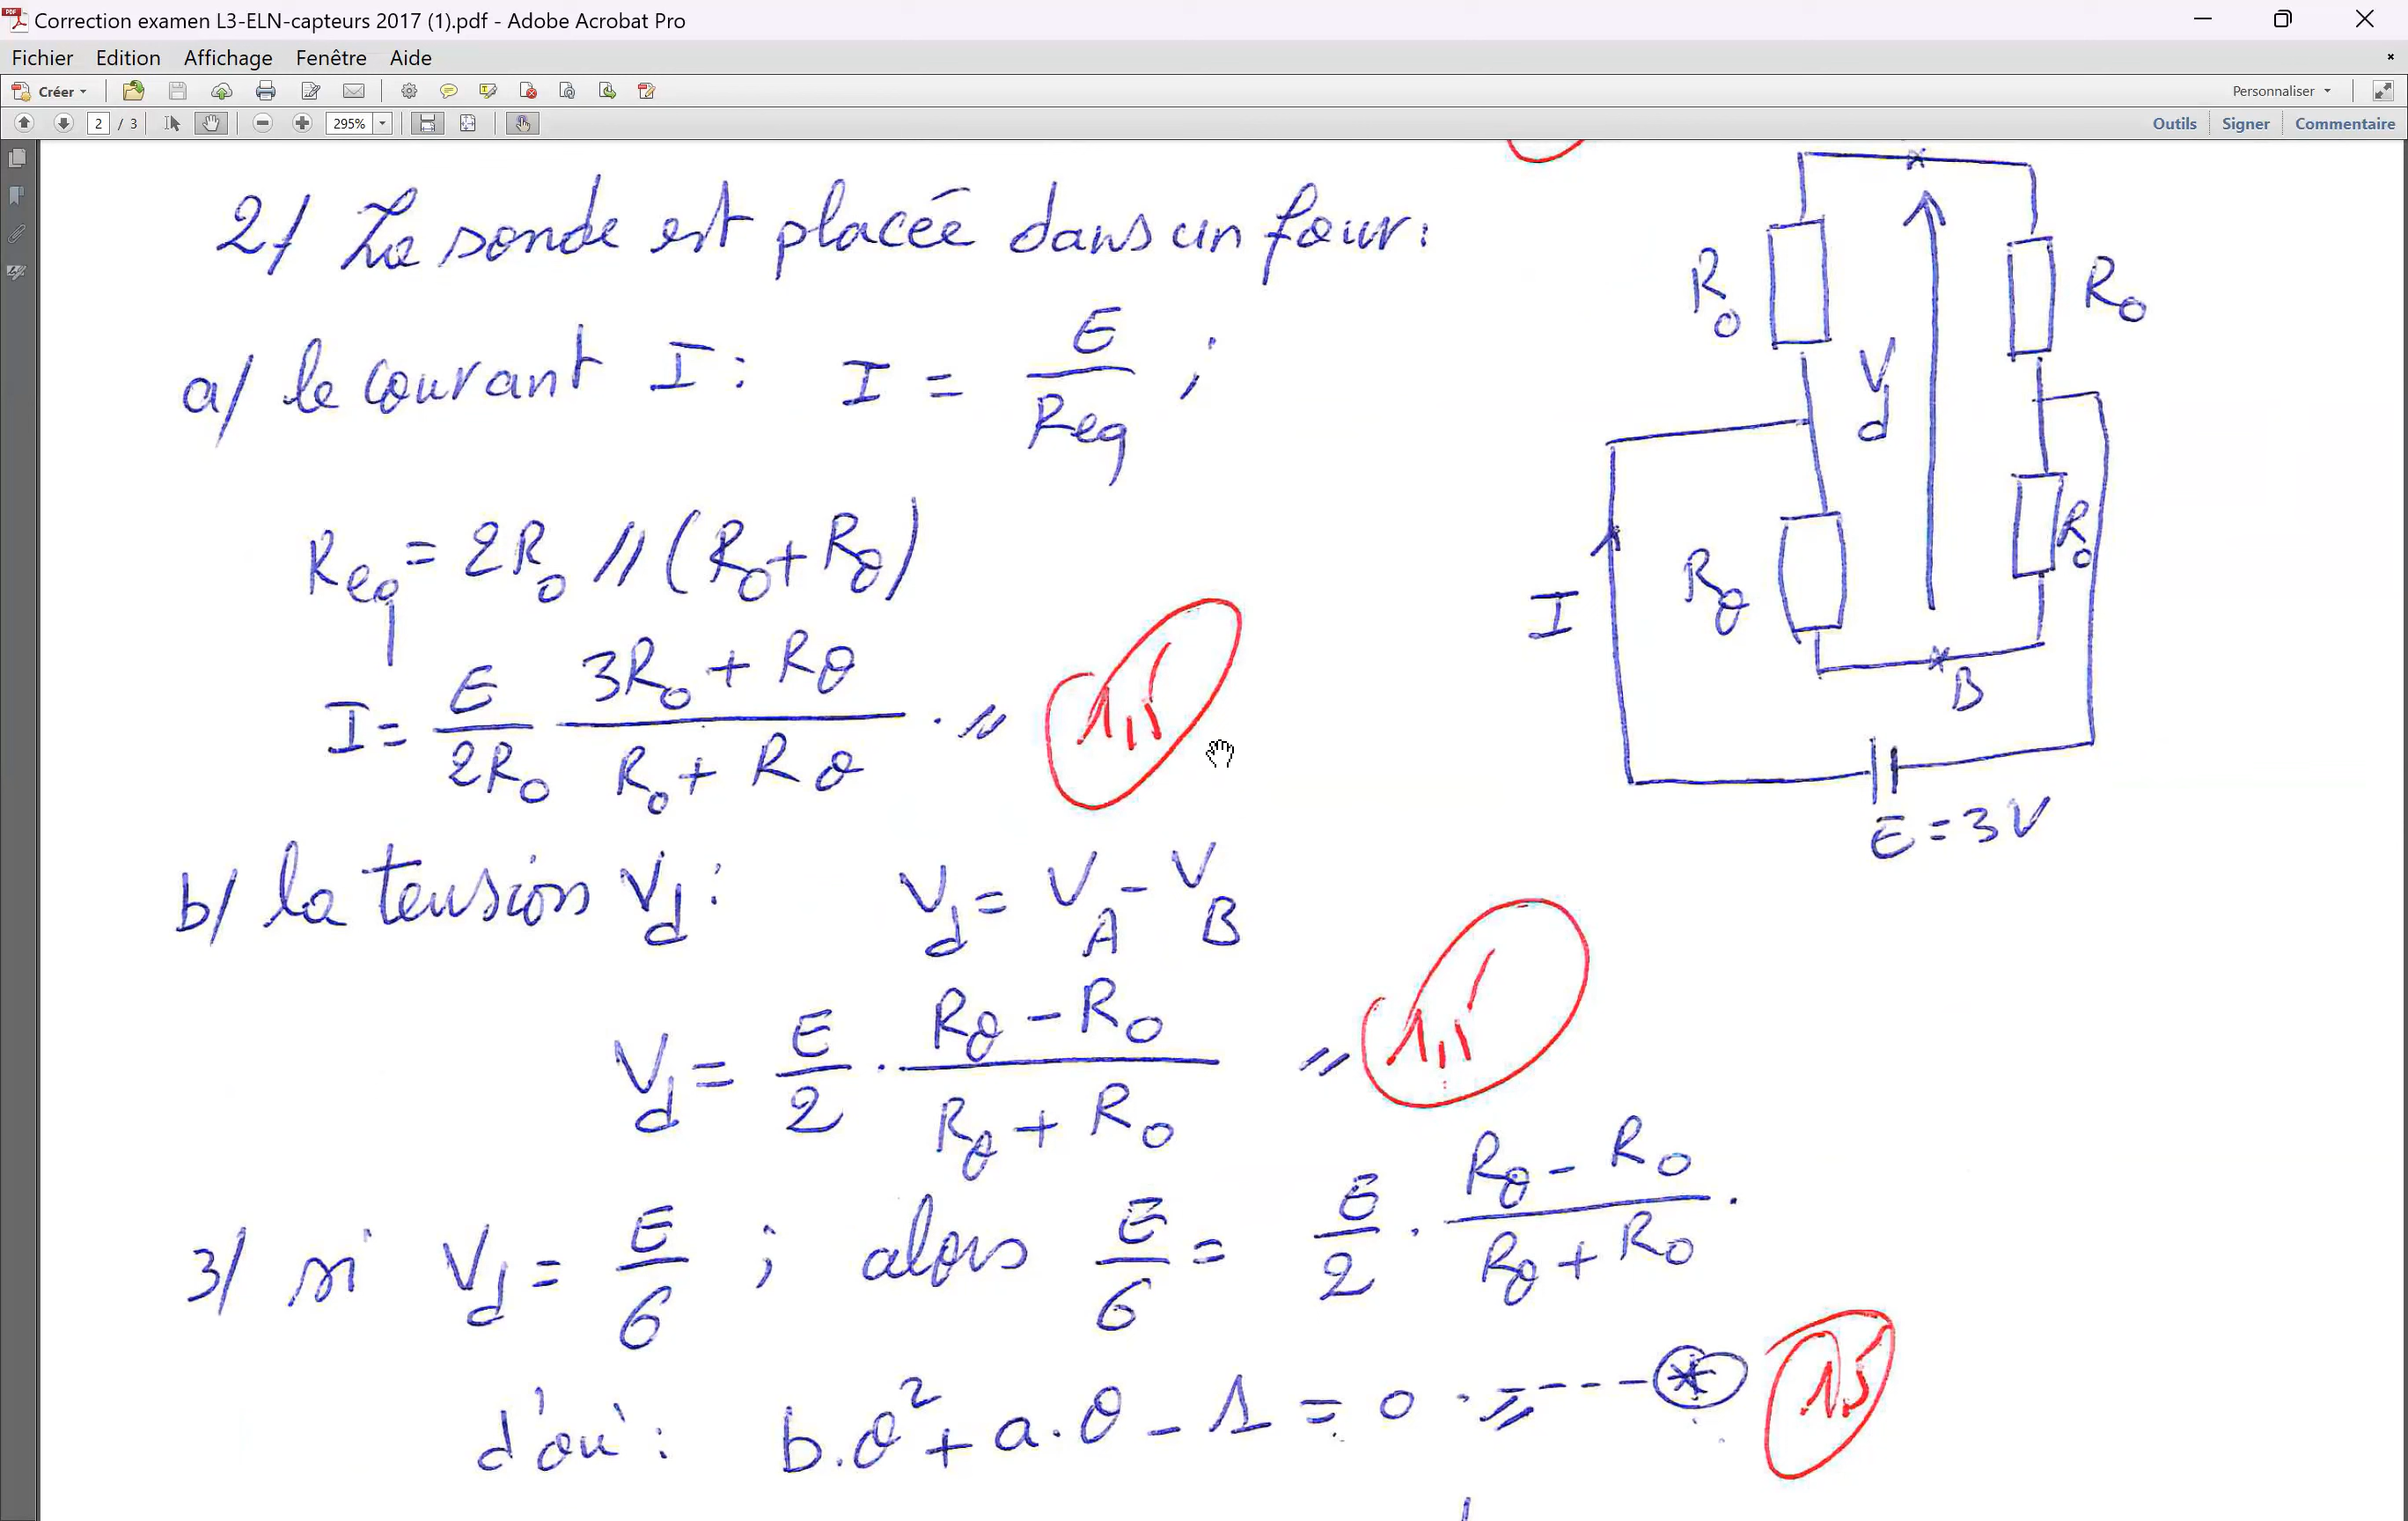 Correction examen L3-ELN-capteurs 2017 (1).pdf - Adobe Acrobat Pro
Fichier Edition Affichage Fenêtre Aide
Créer Personnaliser
2 / 3 295% Outils Signer Commentaire
2/ La sonde est placée dans un four:
a/ le courant I: I = E/Req ;
Req = 2R₀ // (R₀+Rθ)
I = E/2R₀ (3R₀ + Rθ)/(R₀ + Rθ) . // 1,5
b/ la tension Vd: Vd = VA - VB
Vd = E/2 . (Rθ - R₀)/(Rθ + R₀) // 1,5
3/ si Vd = E/6 ; alors E/6 = E/2 . (Rθ - R₀)/(Rθ + R₀) .
d'où: b.θ² + a.θ - 1 = 0 . // ---- * 1,5
R₀
R₀
Vd
Rθ
R₀
I
B
E = 3V